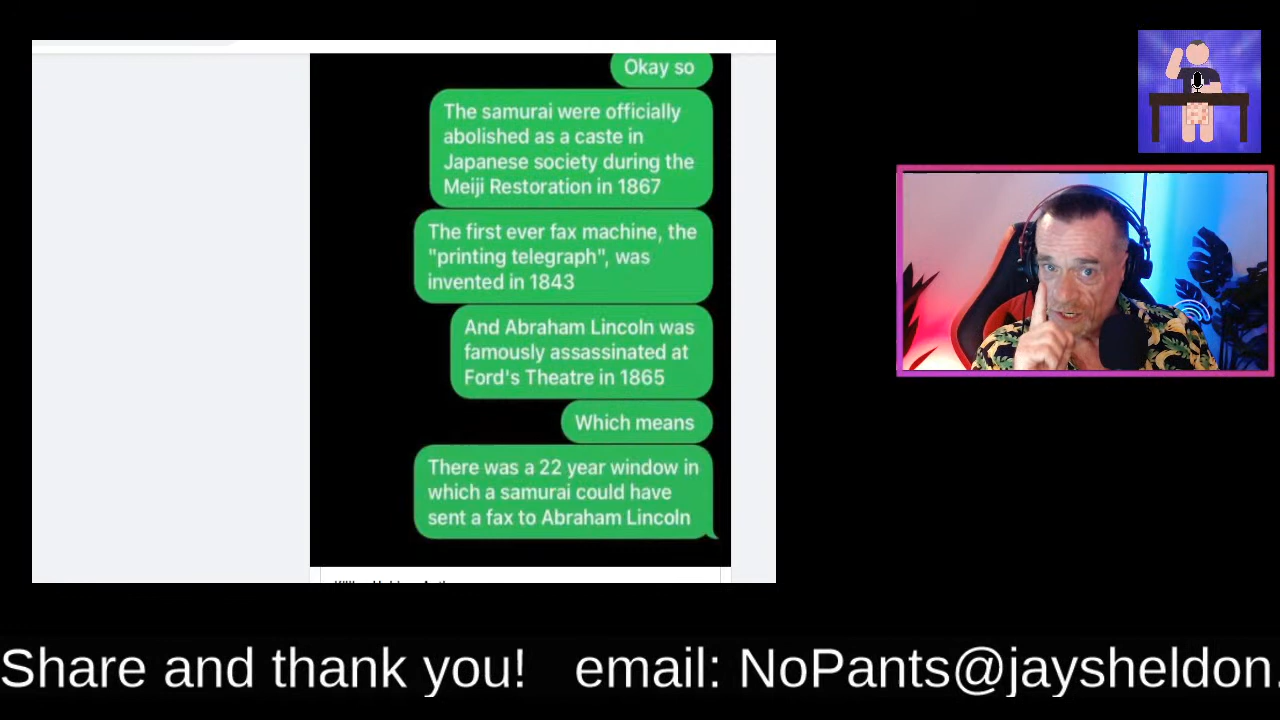 Okay so
The samurai were officially
abolished as a caste in
Japanese society during the
Meiji Restoration in 1867
The first ever fax machine, the
"printing telegraph", was
invented in 1843
And Abraham Lincoln was
famously assassinated at
Ford's Theatre in 1865
Which means
There was a 22 year window in
which a samurai could have
sent a fax to Abraham Lincoln
Share and thank you! email: NoPants@jaysheldon.